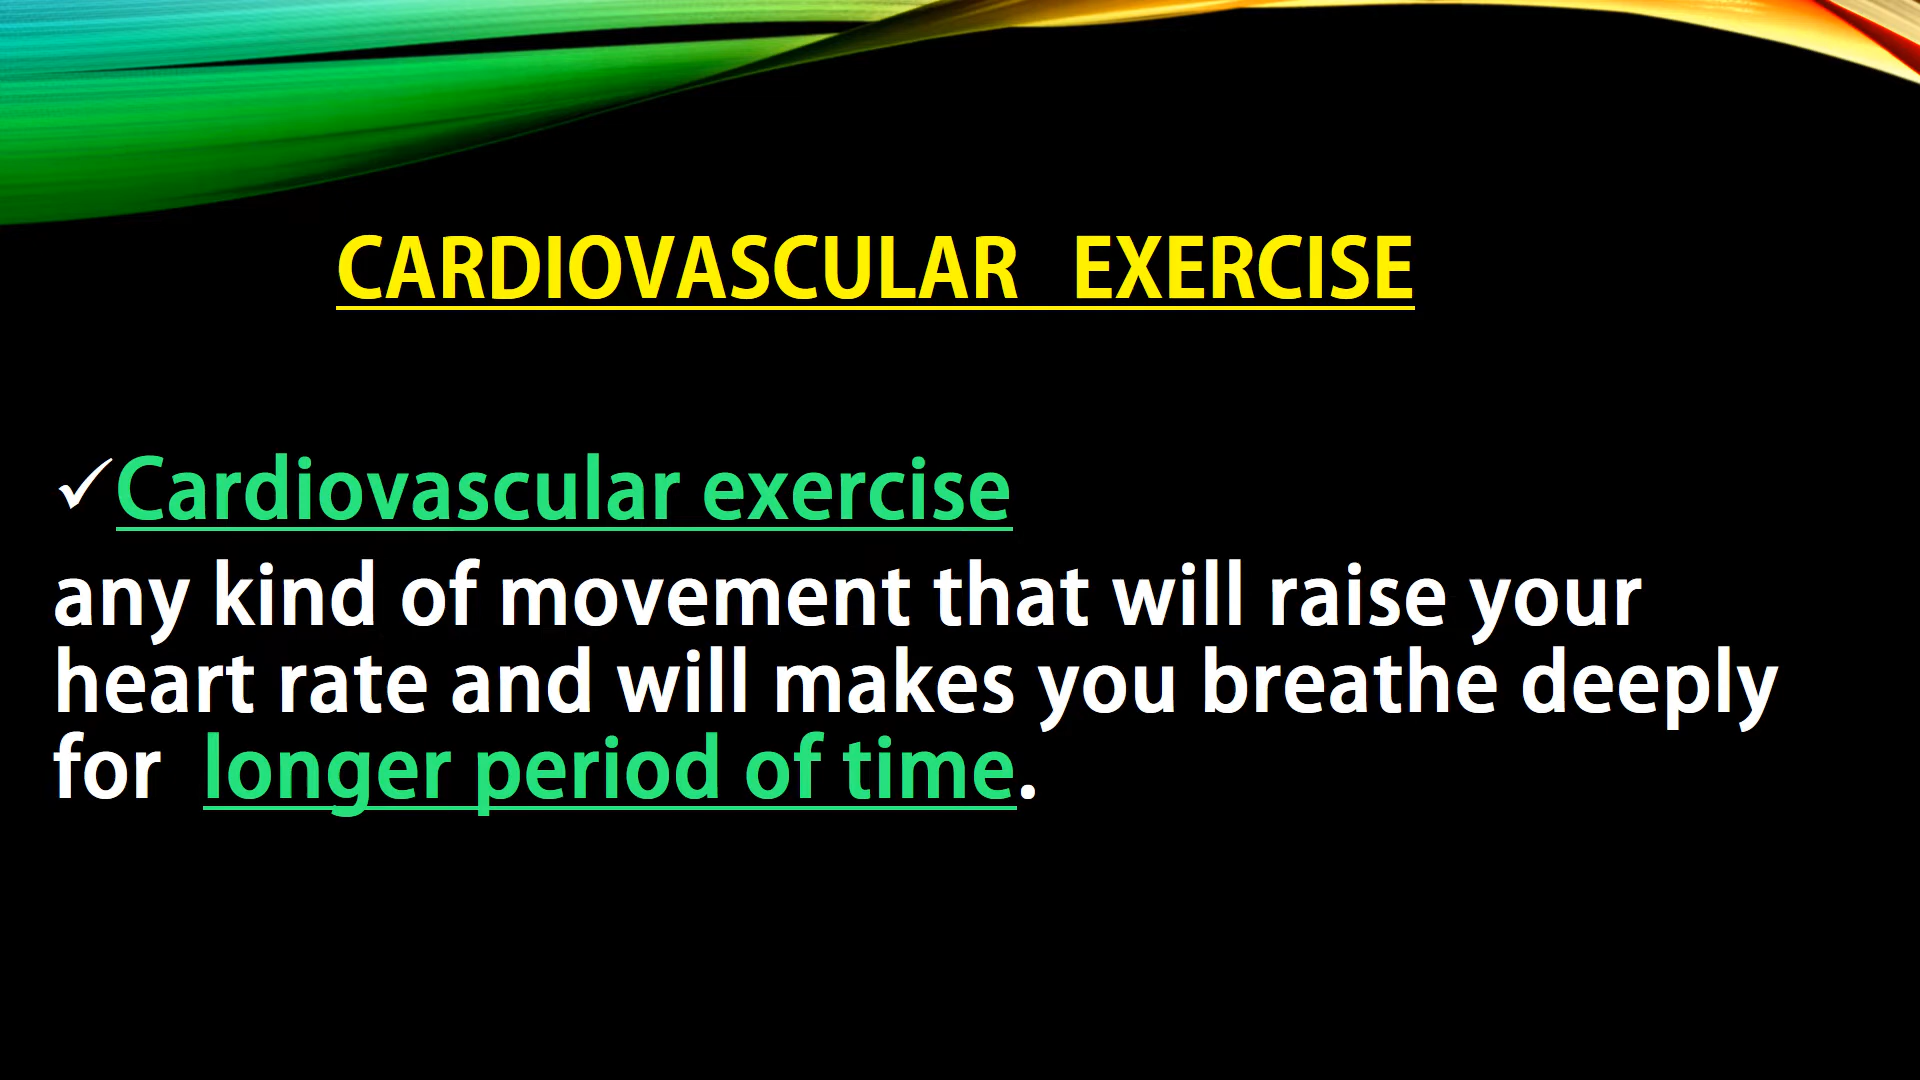 CARDIOVASCULAR EXERCISE
✓Cardiovascular exercise
any kind of movement that will raise your
heart rate and will makes you breathe deeply
for longer period of time.